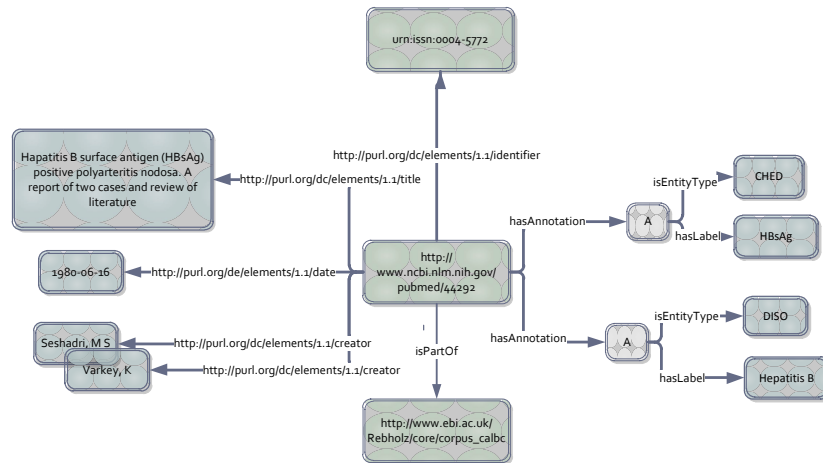 urn:issn:0004-5772
http://purl.org/dc/elements/1.1/identifier
Hapatitis B surface antigen (HBsAg)
positive polyarteritis nodosa. A
report of two cases and review of
literature
http://purl.org/dc/elements/1.1/title
1980-06-16
http://purl.org/de/elements/1.1/date
Seshadri, M S
http://purl.org/dc/elements/1.1/creator
Varkey, K
http://purl.org/dc/elements/1.1/creator
http://
www.ncbi.nlm.nih.gov/
pubmed/44292
isPartOf
http://www.ebi.ac.uk/
Rebholz/core/corpus_calbc
hasAnnotation
A
isEntityType
CHED
hasLabel
HBsAg
hasAnnotation
A
isEntityType
DISO
hasLabel
Hepatitis B